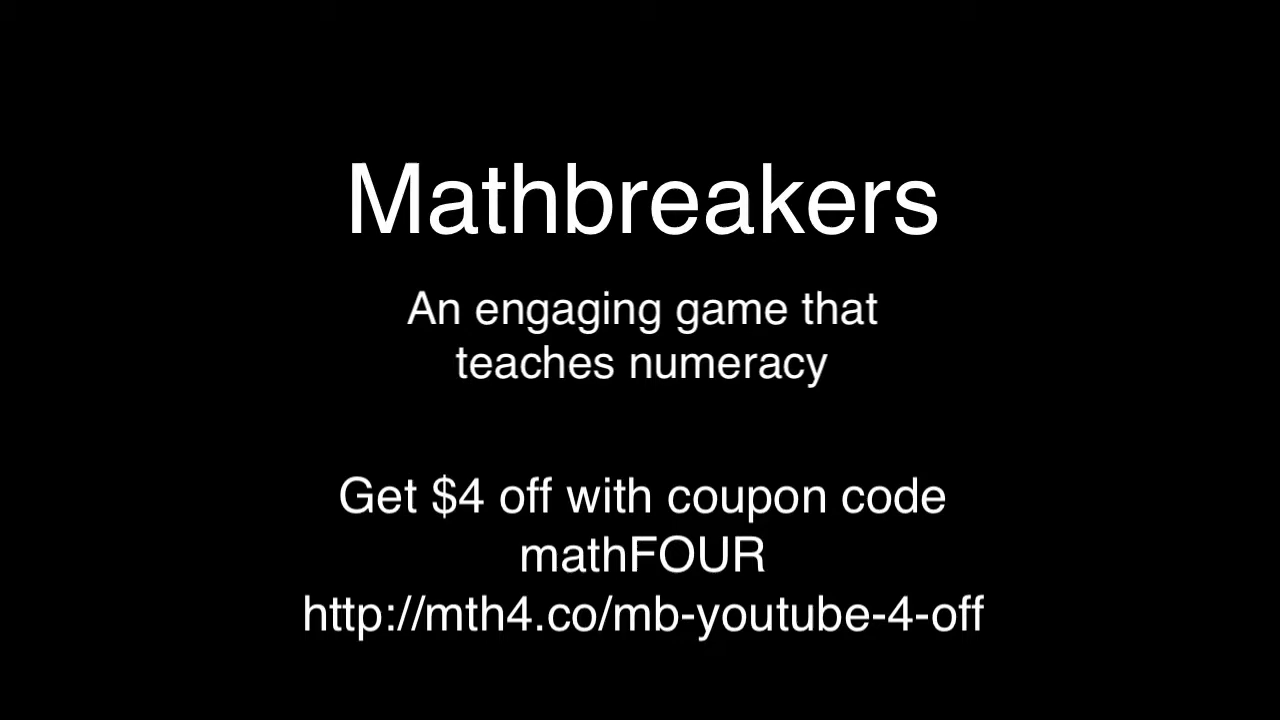 Mathbreakers
An engaging game that
teaches numeracy
Get $4 off with coupon code
mathFOUR
http://mth4.co/mb-youtube-4-off